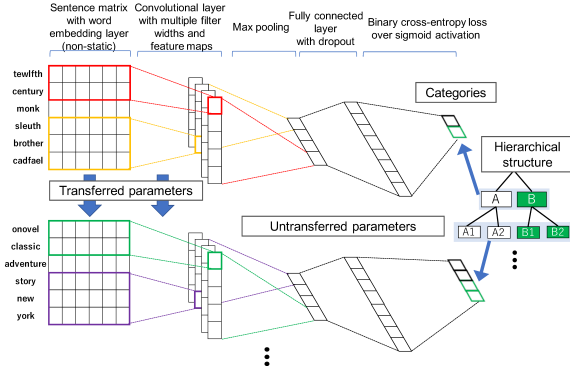 Sentence matrix
with word
embedding layer
(non-static)
Convolutional layer
with multiple filter
widths and
feature maps
Max pooling
Fully connected
layer
with dropout
Binary cross-entropy loss
over sigmoid activation
tewlfth
century
monk
sleuth
brother
cadfael
Categories
Hierarchical
structure
A
B
A1
A2
B1
B2
Transferred parameters
Untransferred parameters
onovel
classic
adventure
story
new
york